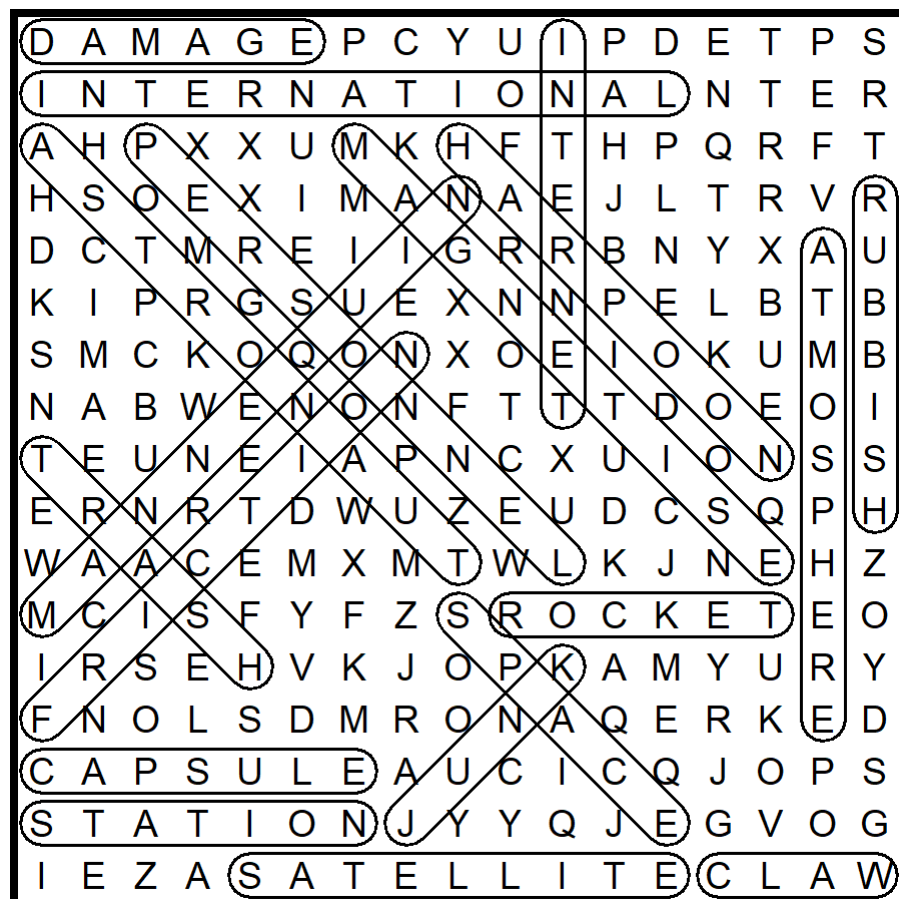 D A M A G E P C Y U I P D E T P S
I N T E R N A T I O N A L N T E R
A H P X X U M K H F T H P Q R F T
H S O E X I M A N A E J L T R V R
D C T M R E I I G R R B N Y X A U
K I P R G S U E X N N P E L B T B
S M C K O Q O N X O E I O K U M B
N A B W E N O N F T T T D O E O I
T E U N E I A P N C X U I O N S S
E R N R T D W U Z E U D C S Q P H
W A A C E M X M T W L K J N E H Z
M C I S F Y F Z S R O C K E T E O
I R S E H V K J O P K A M Y U R Y
F N O L S D M R O N A Q E R K E D
C A P S U L E A U C I C Q J O P S
S T A T I O N J Y Y Q J E G V O G
I E Z A S A T E L L I T E C L A W